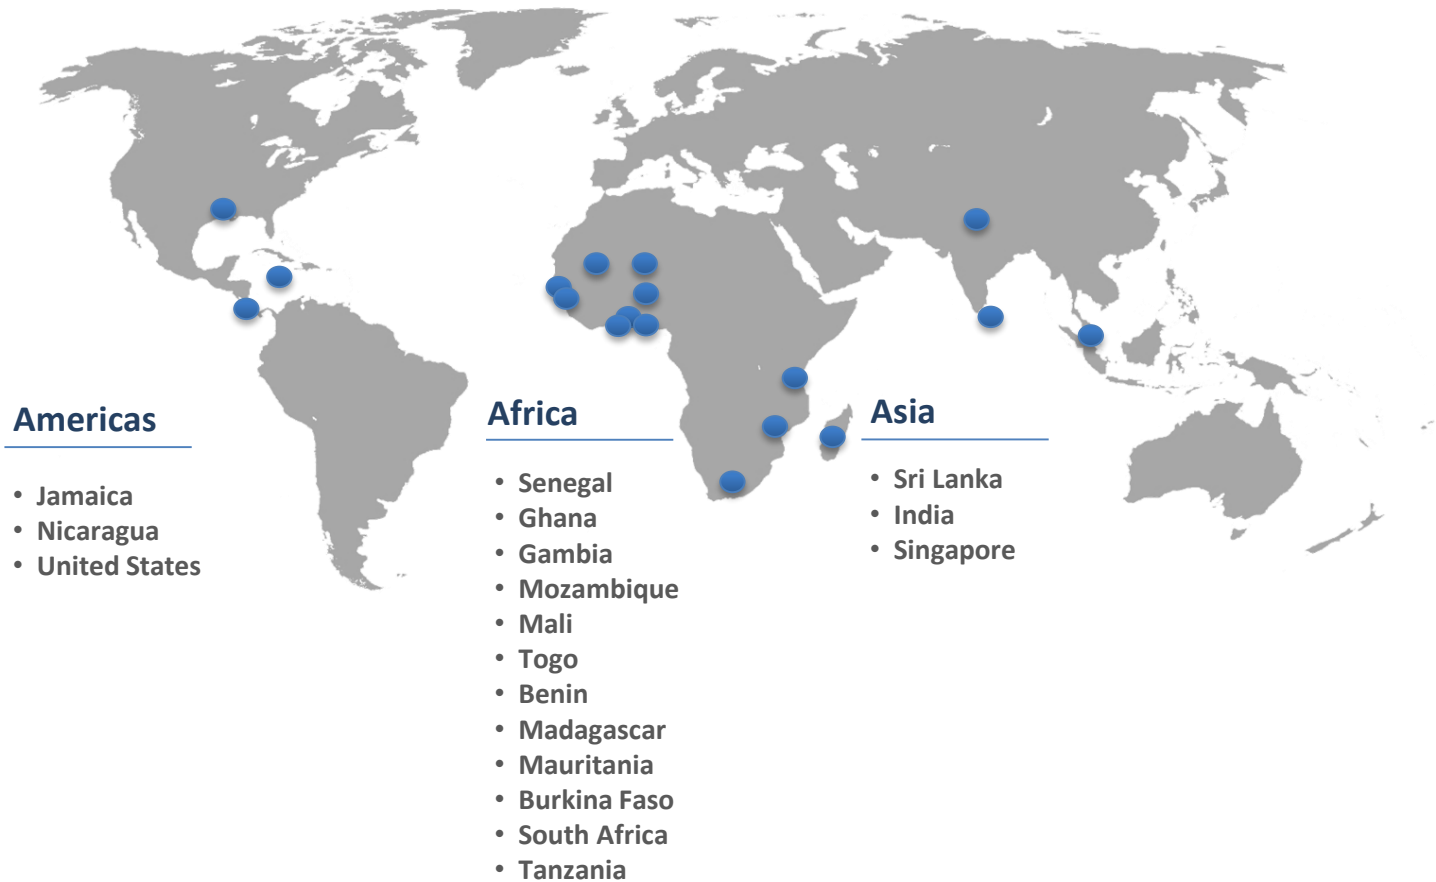 Americas
Jamaica
Nicaragua
United States
Africa
Senegal
Ghana
Gambia
Mozambique
Mali
Togo
Benin
Madagascar
Mauritania
Burkina Faso
South Africa
Tanzania
Asia
Sri Lanka
India
Singapore